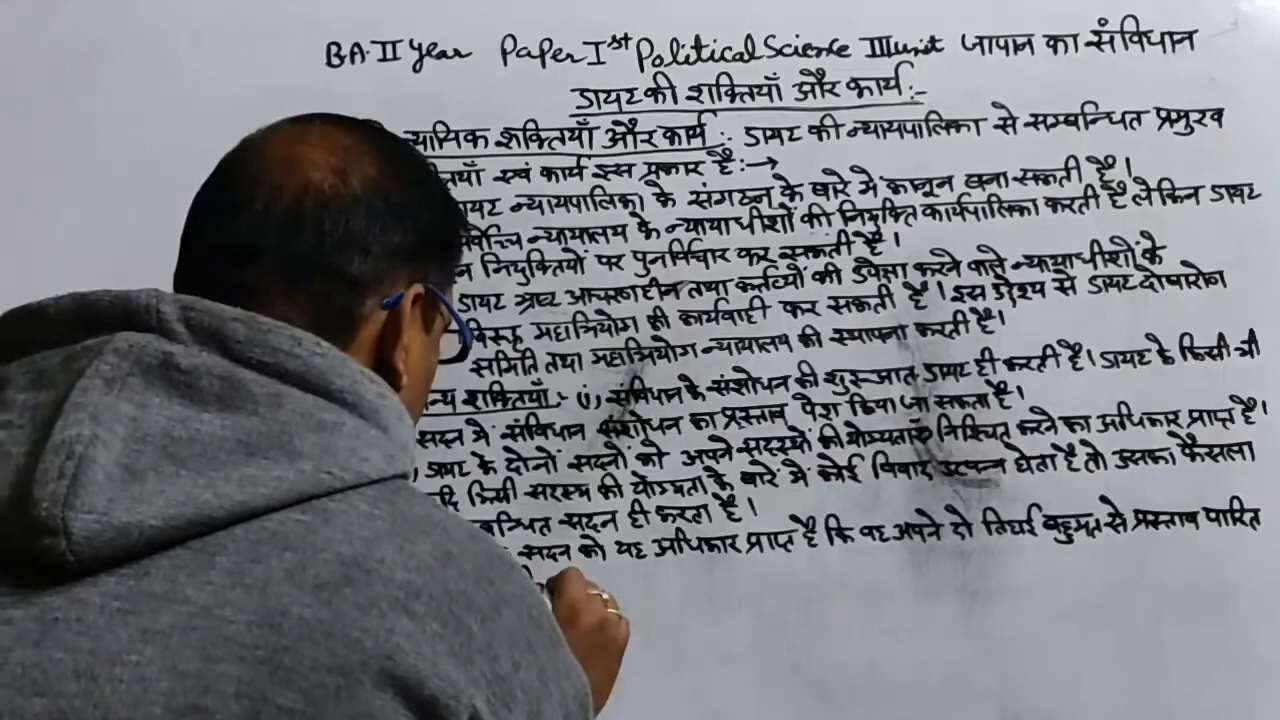 B.A. II Year Paper I st Political Science III unit जापान का संविधान
डायट की शक्तियाँ और कार्य :-
न्यायिक शक्तियाँ और कार्य : डायट की न्यायपालिका से सम्बन्धित प्रमुख
एवं कार्य इस प्रकार है :- →
डायट न्यायपालिका के संगठन के बारे में कानून बना सकती है।
सर्वोच्च न्यायालय के न्यायाधीशों की नियुक्ति कार्यपालिका करती है लेकिन डायट
नियुक्तियों पर पुनर्विचार कर सकती है।
डायट भ्रष्ट आचरणहीन तथा कर्तव्यों की उपेक्षा करने वाले न्यायाधीशों के
विरुद्ध महाभियोग की कार्यवाही कर सकती है। इस उद्देश्य से डायट दोषारोप
समिति तथा महाभियोग न्यायालय की स्थापना करती है।
न्य शक्तियाँ :- (i) संविधान के संशोधन की शुरुआत डायट ही करती है। डायट के किसी भी
सदन में संविधान संशोधन का प्रस्ताव पेश किया जा सकता है।
डायट के दोनों सदनों को अपने सदस्यों की योग्यताएँ निश्चित करने का अधिकार प्राप्त है।
दि किसी सदस्य की योग्यता के बारे में कोई विवाद उत्पन्न होता है तो उसका फैसला
बन्धित सदन ही करता है।
सदन को यह अधिकार प्राप्त है कि वह अपने दो तिहाई बहुमत से प्रस्ताव पारित